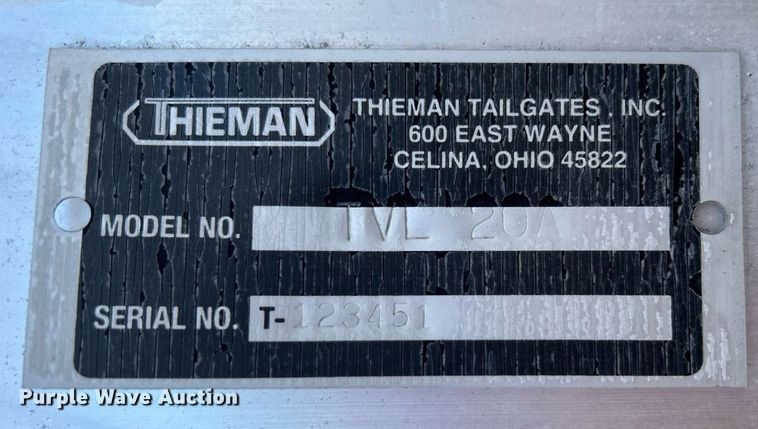 THIEMAN
THIEMAN TAILGATES, INC.
600 EAST WAYNE
CELINA, OHIO 45822
MODEL NO. TVL 20A
SERIAL NO. T-123451
Purple Wave Auction